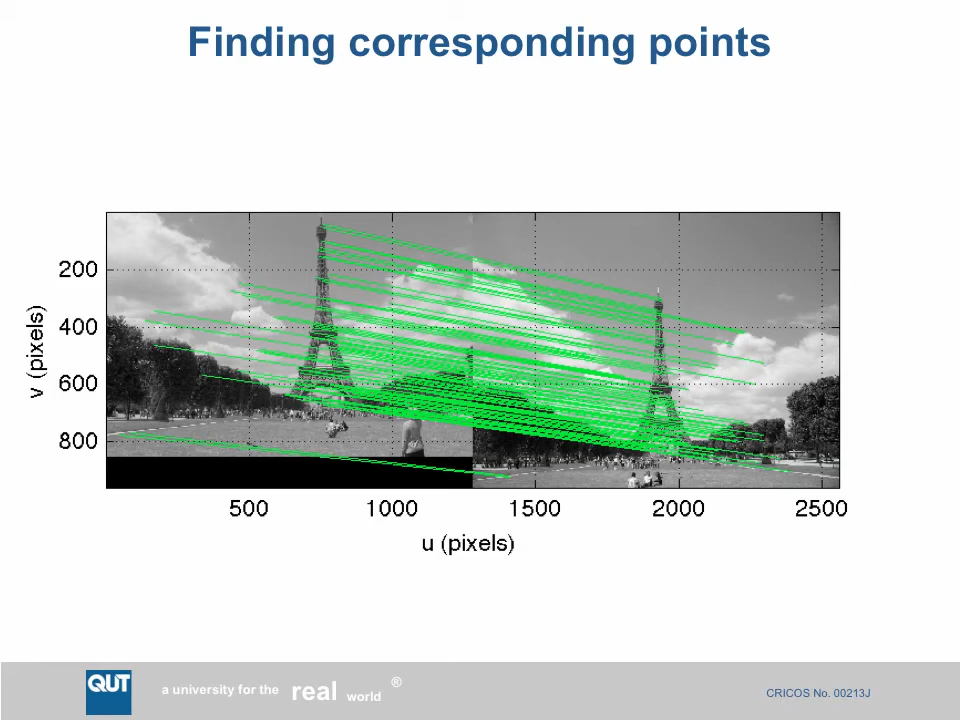 Finding corresponding points
200
400
600
800
v (pixels)
500 1000 1500 2000 2500
u (pixels)
QUT
a university for the real world ®
CRICOS No. 00213J